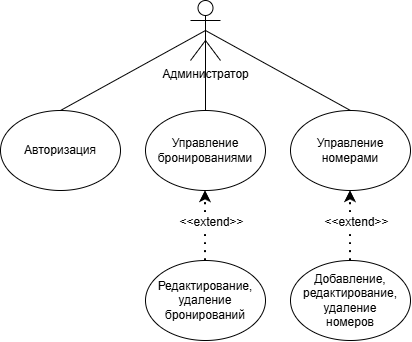 Администратор
Авторизация
Управление
бронированиями
Управление
номерами
<<extend>>
<<extend>>
Редактирование,
удаление
бронирований
Добавление,
редактирование,
удаление
номеров